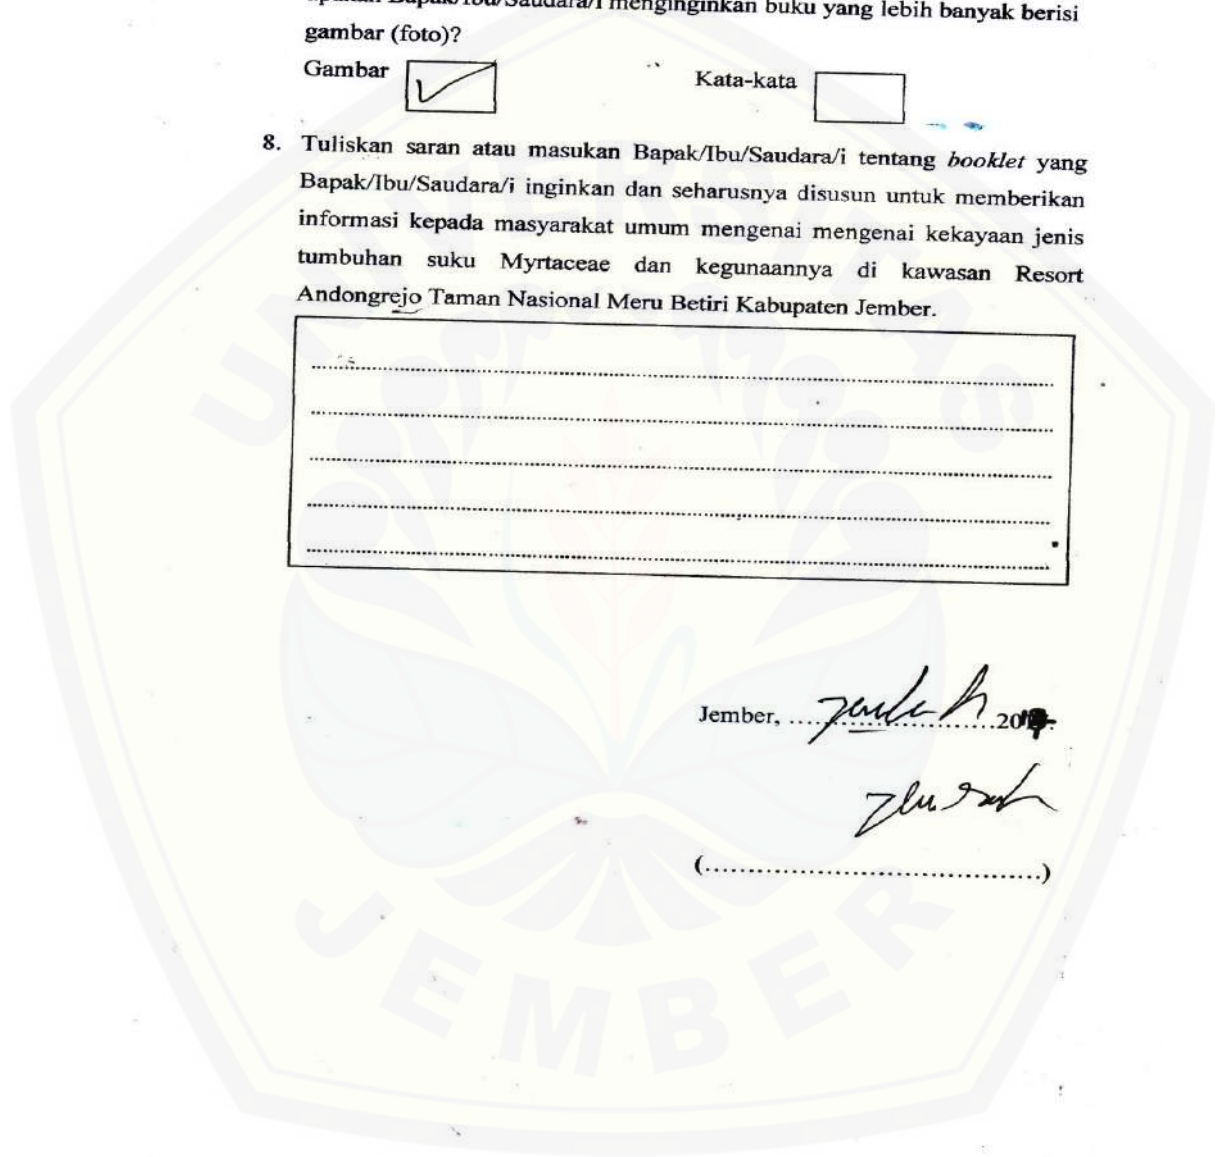 Bapak/Ibu/Saudara/i menginginkan buku yang lebih banyak berisi
gambar (foto)?
Gambar Kata-kata
8. Tuliskan saran atau masukan Bapak/Ibu/Saudara/i tentang booklet yang
Bapak/Ibu/Saudara/i inginkan dan seharusnya disusun untuk memberikan
informasi kepada masyarakat umum mengenai mengenai kekayaan jenis
tumbuhan suku Myrtaceae dan kegunaannya di kawasan Resort
Andongrejo Taman Nasional Meru Betiri Kabupaten Jember.
Jember, ....................
(......................................)
UNIVERSITAS
JEMBER